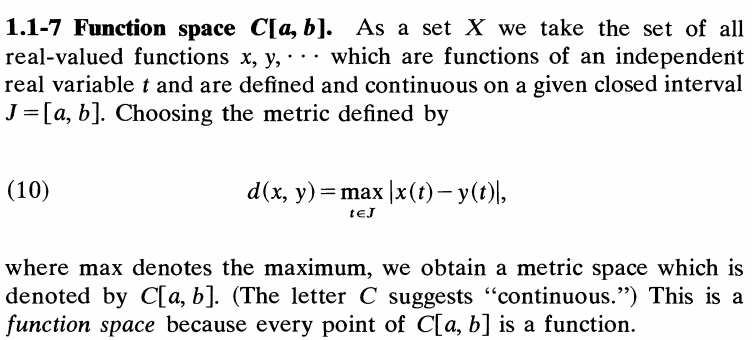 1.1-7 Function space C[a, b]. As a set X we take the set of all
real-valued functions x, y, · · · which are functions of an independent
real variable t and are defined and continuous on a given closed interval
J = [a, b]. Choosing the metric defined by
(10) d(x, y) = max |x(t) − y(t)|,
t∈J
where max denotes the maximum, we obtain a metric space which is
denoted by C[a, b]. (The letter C suggests “continuous.”) This is a
function space because every point of C[a, b] is a function.